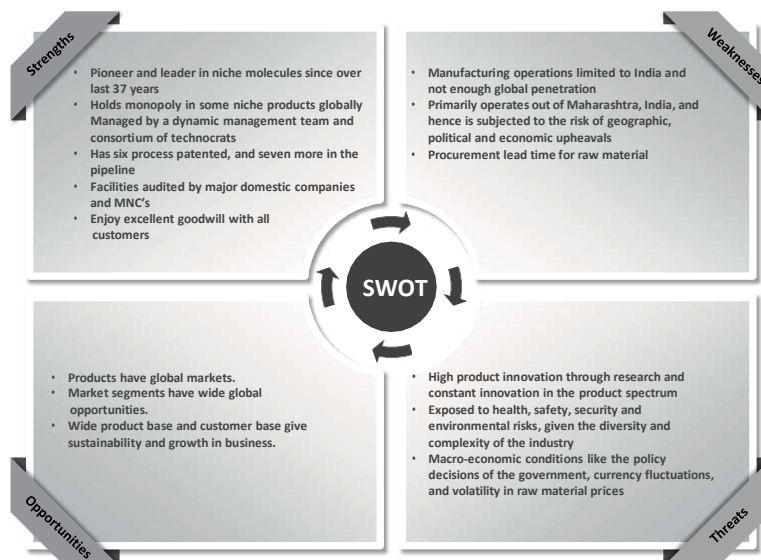 Strengths
• Pioneer and leader in niche molecules since over
last 37 years
• Holds monopoly in some niche products globally
Managed by a dynamic management team and
consortium of technocrats
• Has six process patented, and seven more in the
pipeline
• Facilities audited by major domestic companies
and MNC's
• Enjoy excellent goodwill with all
customers
Weaknesses
• Manufacturing operations limited to India and
not enough global penetration
• Primarily operates out of Maharashtra, India, and
hence is subjected to the risk of geographic,
political and economic upheavals
• Procurement lead time for raw material
SWOT
Opportunities
• Products have global markets.
• Market segments have wide global
opportunities.
• Wide product base and customer base give
sustainability and growth in business.
Threats
• High product innovation through research and
constant innovation in the product spectrum
• Exposed to health, safety, security and
environmental risks, given the diversity and
complexity of the industry
• Macro-economic conditions like the policy
decisions of the government, currency fluctuations,
and volatility in raw material prices